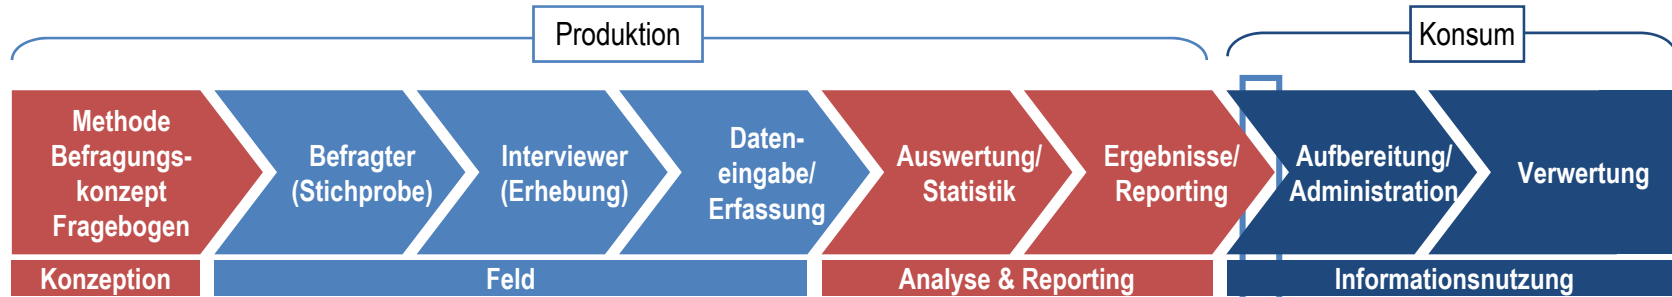 Produktion
Konsum
Methode
Befragungs-
konzept
Fragebogen
Befragter
(Stichprobe)
Interviewer
(Erhebung)
Daten-
eingabe/
Erfassung
Auswertung/
Statistik
Ergebnisse/
Reporting
Aufbereitung/
Administration
Verwertung
Konzeption
Feld
Analyse & Reporting
Informationsnutzung